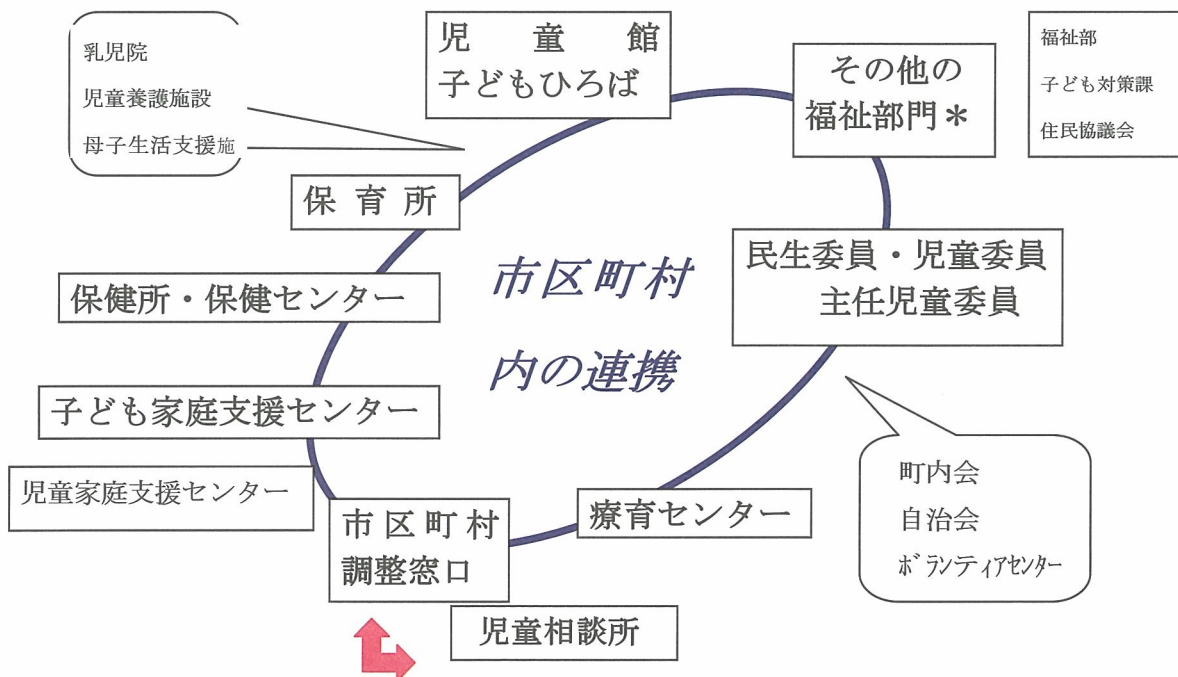 乳児院
児童養護施設
母子生活支援施
児童館
子どもひろば
その他の
福祉部門＊
福祉部
子ども対策課
住民協議会
保育所
民生委員・児童委員
主任児童委員
市区町村
内の連携
保健所・保健センター
子ども家庭支援センター
児童家庭支援センター
町内会
自治会
ボランティアセンター
療育センター
市区町村
調整窓口
児童相談所